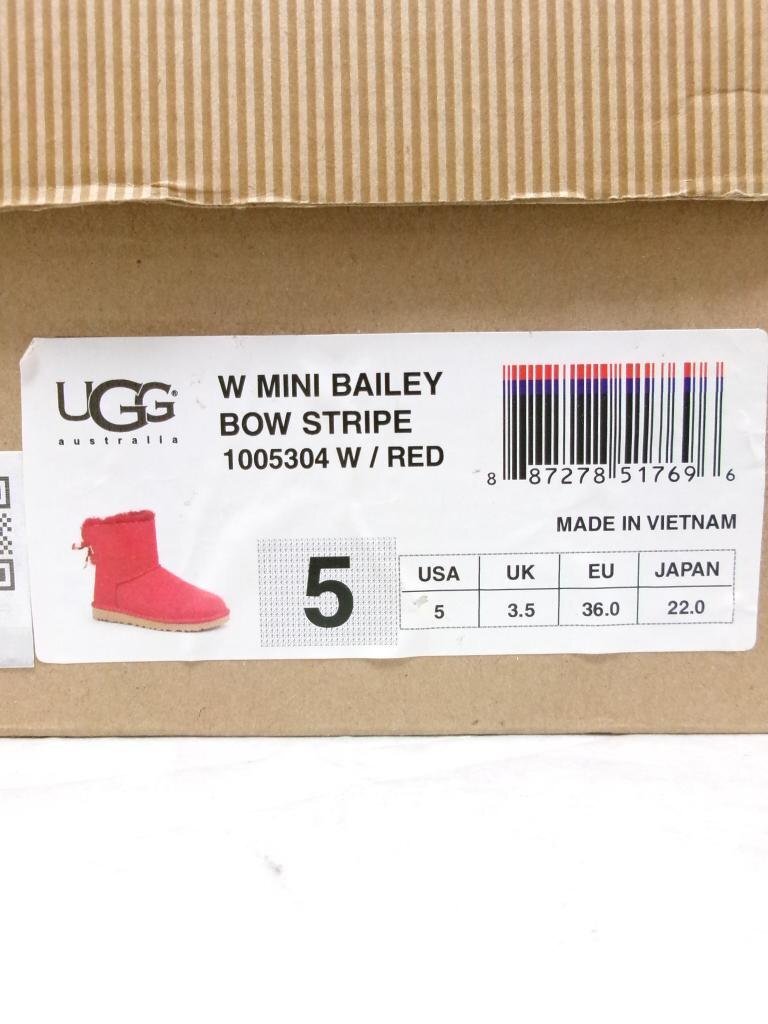 UGG®
australia
W MINI BAILEY
BOW STRIPE
1005304 W / RED
8 87278 51769 6
MADE IN VIETNAM
5
USA UK EU JAPAN
5 3.5 36.0 22.0